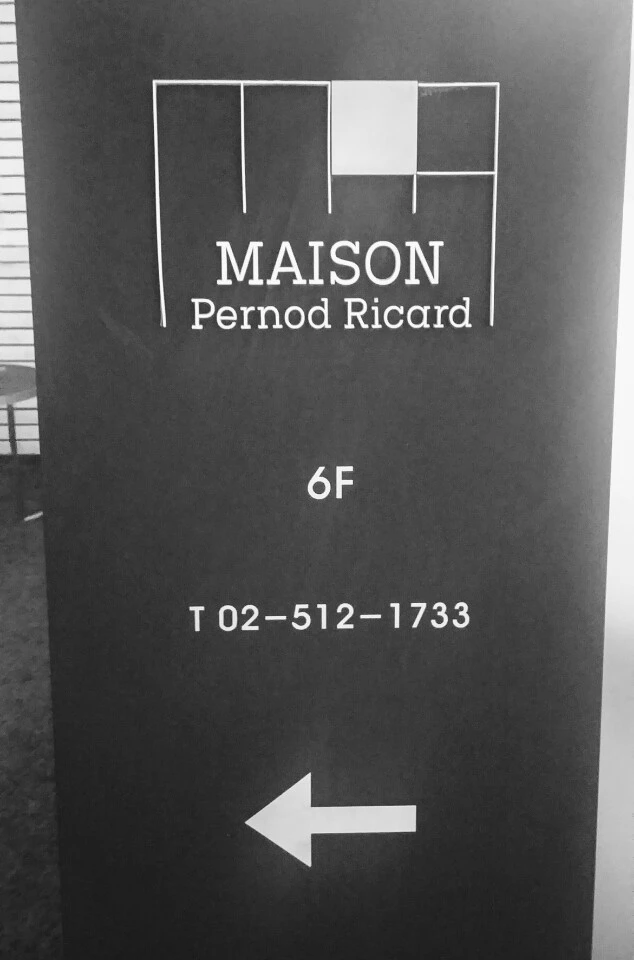 MAISON
Pernod Ricard
6F
T 02-512-1733